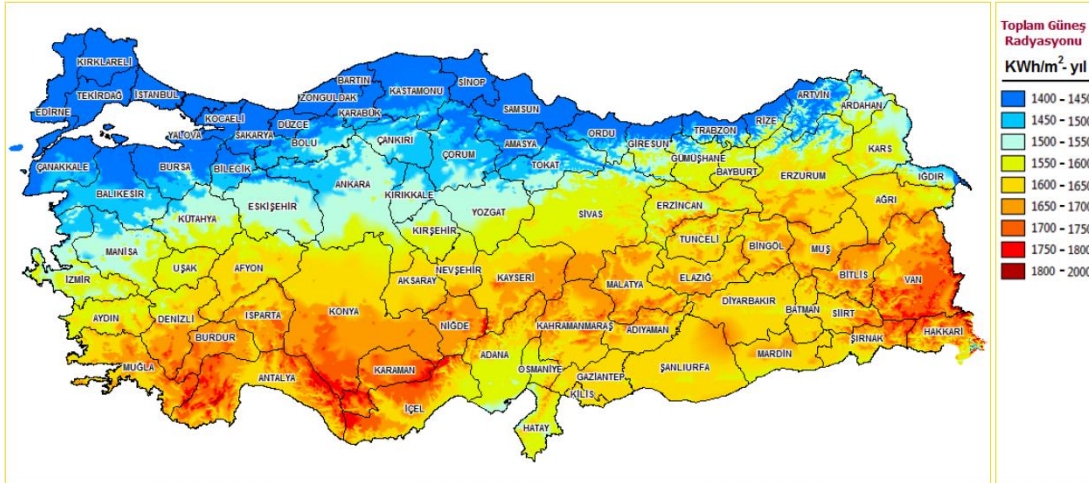 KIRKLARELİ
TEKİRDAĞ
İSTANBUL
EDİRNE
KOCAELİ
YALOVA
SAKARYA
DÜZCE
ZONGULDAK
BARTIN
KARABÜK
KASTAMONU
SİNOP
SAMSUN
BOLU
ÇANKIRI
ÇORUM
AMASYA
TOKAT
ORDU
GİRESUN
TRABZON
RİZE
ARTVİN
ARDAHAN
KARS
IĞDIR
GÜMÜŞHANE
BAYBURT
ERZURUM
AĞRI
ÇANAKKALE
BURSA
BİLECİK
BALIKESİR
KÜTAHYA
ESKİŞEHİR
ANKARA
KIRIKKALE
YOZGAT
SİVAS
ERZİNCAN
KIRŞEHİR
TUNCELİ
BİNGÖL
MUŞ
MANİSA
İZMİR
UŞAK
AFYON
AKSARAY
NEVŞEHİR
KAYSERİ
MALATYA
ELAZIĞ
BİTLİS
VAN
AYDIN
DENİZLİ
ISPARTA
KONYA
NİĞDE
KAHRAMANMARAŞ
ADIYAMAN
DİYARBAKIR
BATMAN
SİİRT
HAKKARİ
BURDUR
ŞIRNAK
MARDİN
MUĞLA
ANTALYA
KARAMAN
ADANA
OSMANİYE
GAZİANTEP
ŞANLIURFA
KİLİS
İÇEL
HATAY
Toplam Güneş
Radyasyonu
KWh/m²- yıl
1400 - 1450
1450 - 1500
1500 - 1550
1550 - 1600
1600 - 1650
1650 - 1700
1700 - 1750
1750 - 1800
1800 - 2000